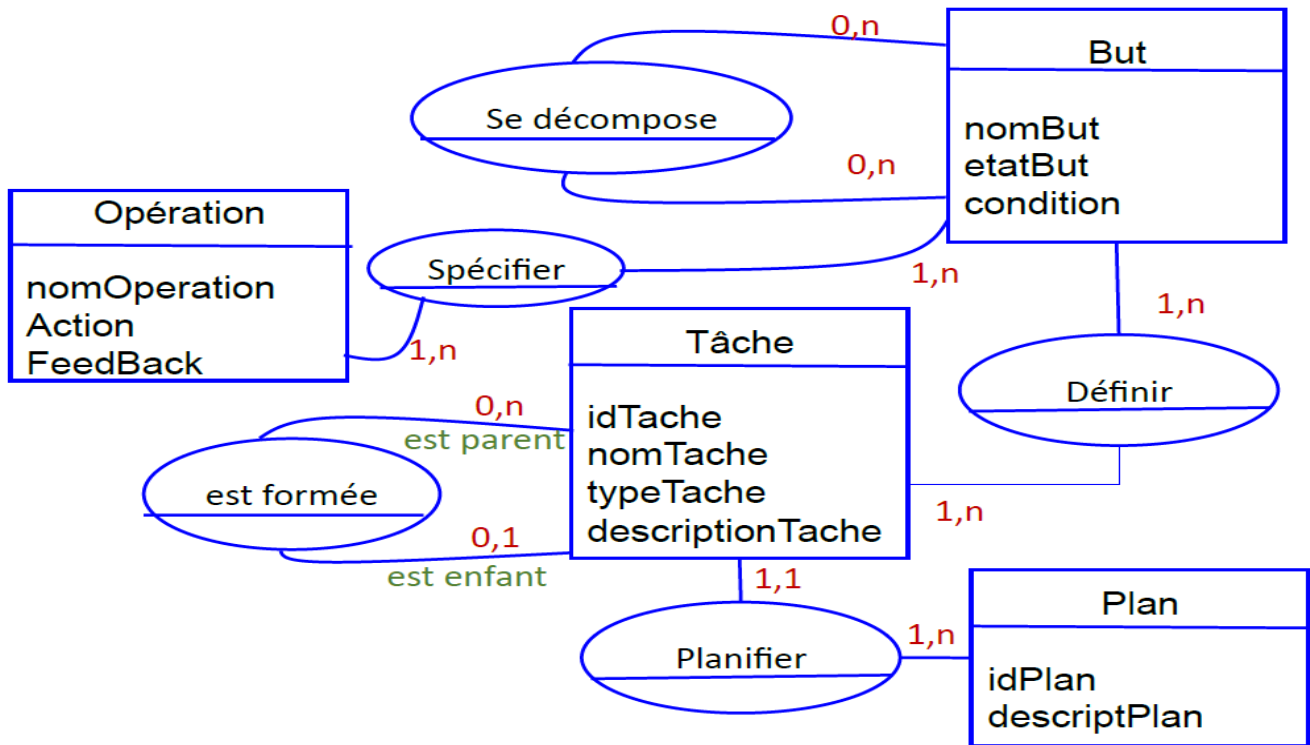 0,n
But
Se décompose
nomBut
etatBut
condition
0,n
Opération
nomOperation
Action
FeedBack
Spécifier
1,n
1,n
1,n
Définir
Tâche
idTache
nomTache
typeTache
descriptionTache
0,n
est parent
est formée
0,1
est enfant
1,n
1,1
Planifier
1,n
Plan
idPlan
descriptPlan